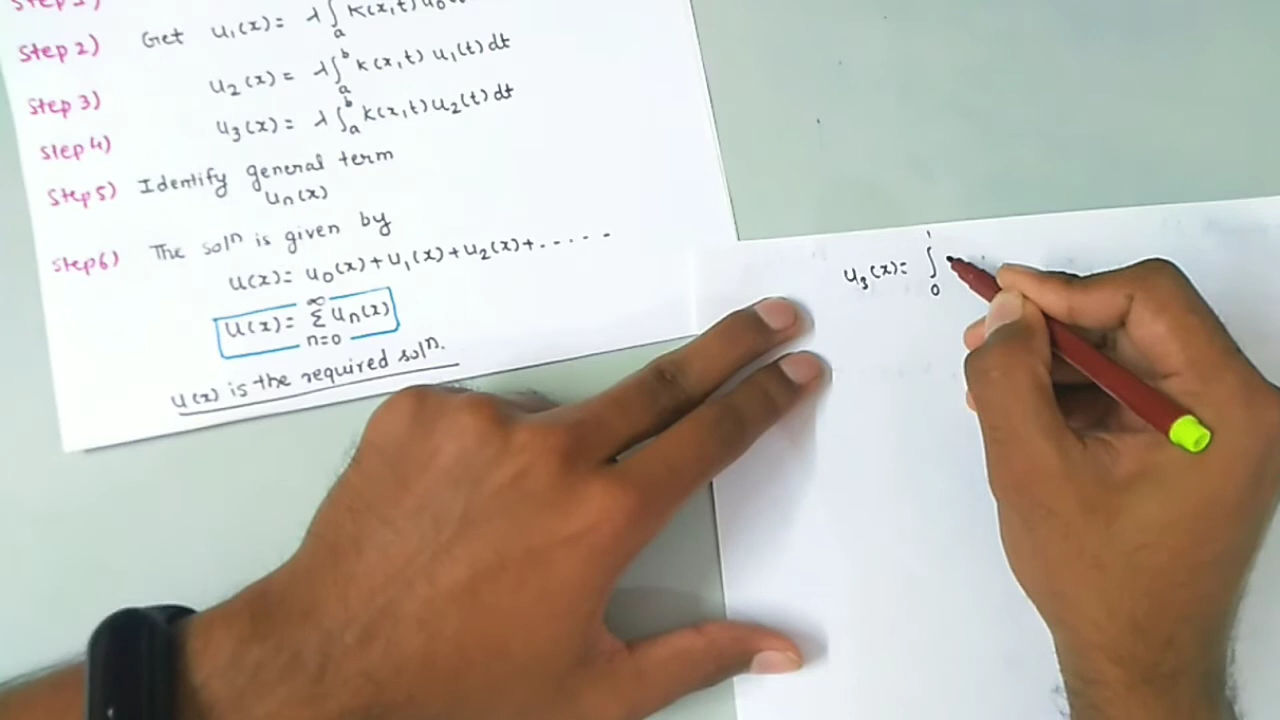 Step 2) Get u₁(x) = λ∫ₐ K(x,t) u₀
Step 3) u₂(x) = λ∫ₐᵇ K(x,t) u₁(t) dt
Step 4) u₃(x) = λ∫ₐᵇ K(x,t) u₂(t) dt
Step 5) Identify general term
uₙ(x)
Step 6) The solⁿ is given by
u(x) = u₀(x) + u₁(x) + u₂(x) + ......
u(x) = ∞ Σ n=0 uₙ(x)
u(x) is the required solⁿ.
u₃(x) = ∫₀¹